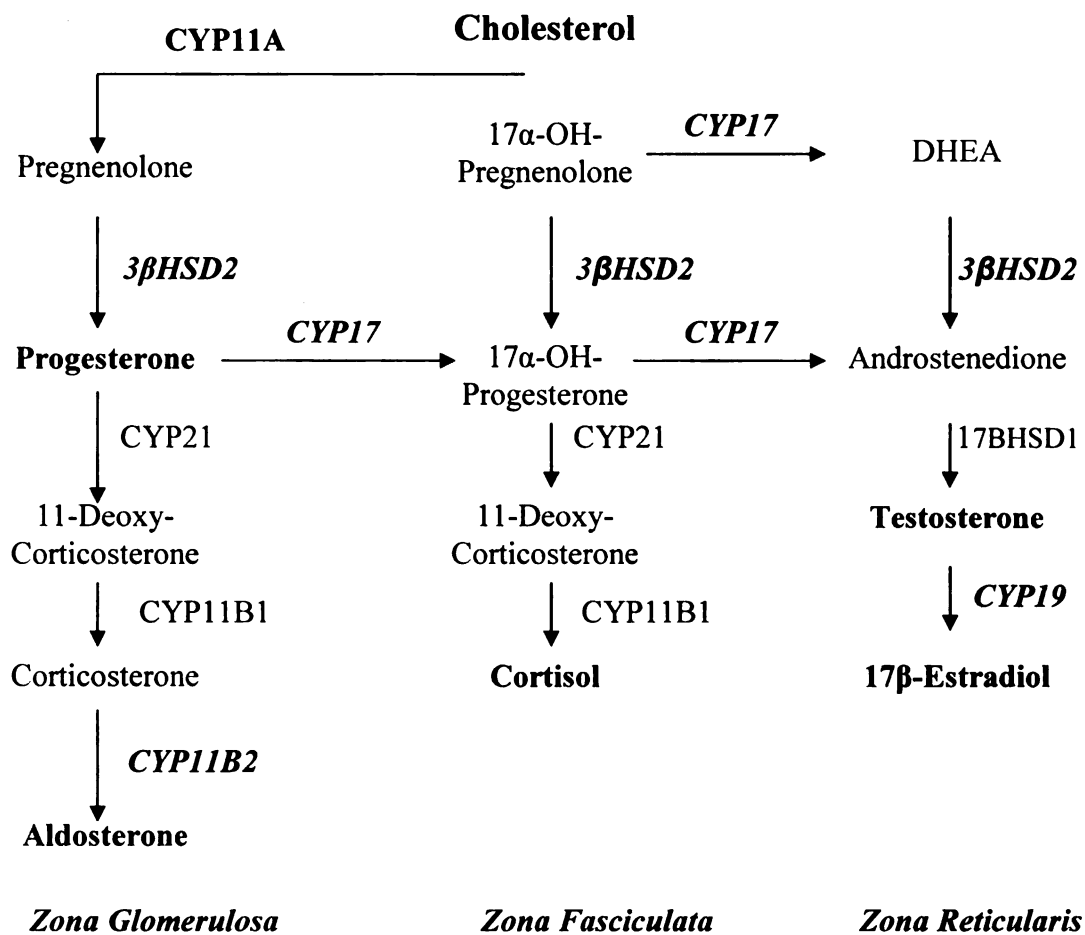 Cholesterol
CYP11A
17α-OH-
Pregnenolone
CYP17
DHEA
Pregnenolone
3βHSD2
3βHSD2
3βHSD2
Progesterone
CYP17
17α-OH-
Progesterone
CYP17
Androstenedione
CYP21
CYP21
17BHSD1
11-Deoxy-
Corticosterone
11-Deoxy-
Corticosterone
Testosterone
CYP11B1
CYP11B1
CYP19
Corticosterone
Cortisol
17β-Estradiol
CYP11B2
Aldosterone
Zona Glomerulosa
Zona Fasciculata
Zona Reticularis